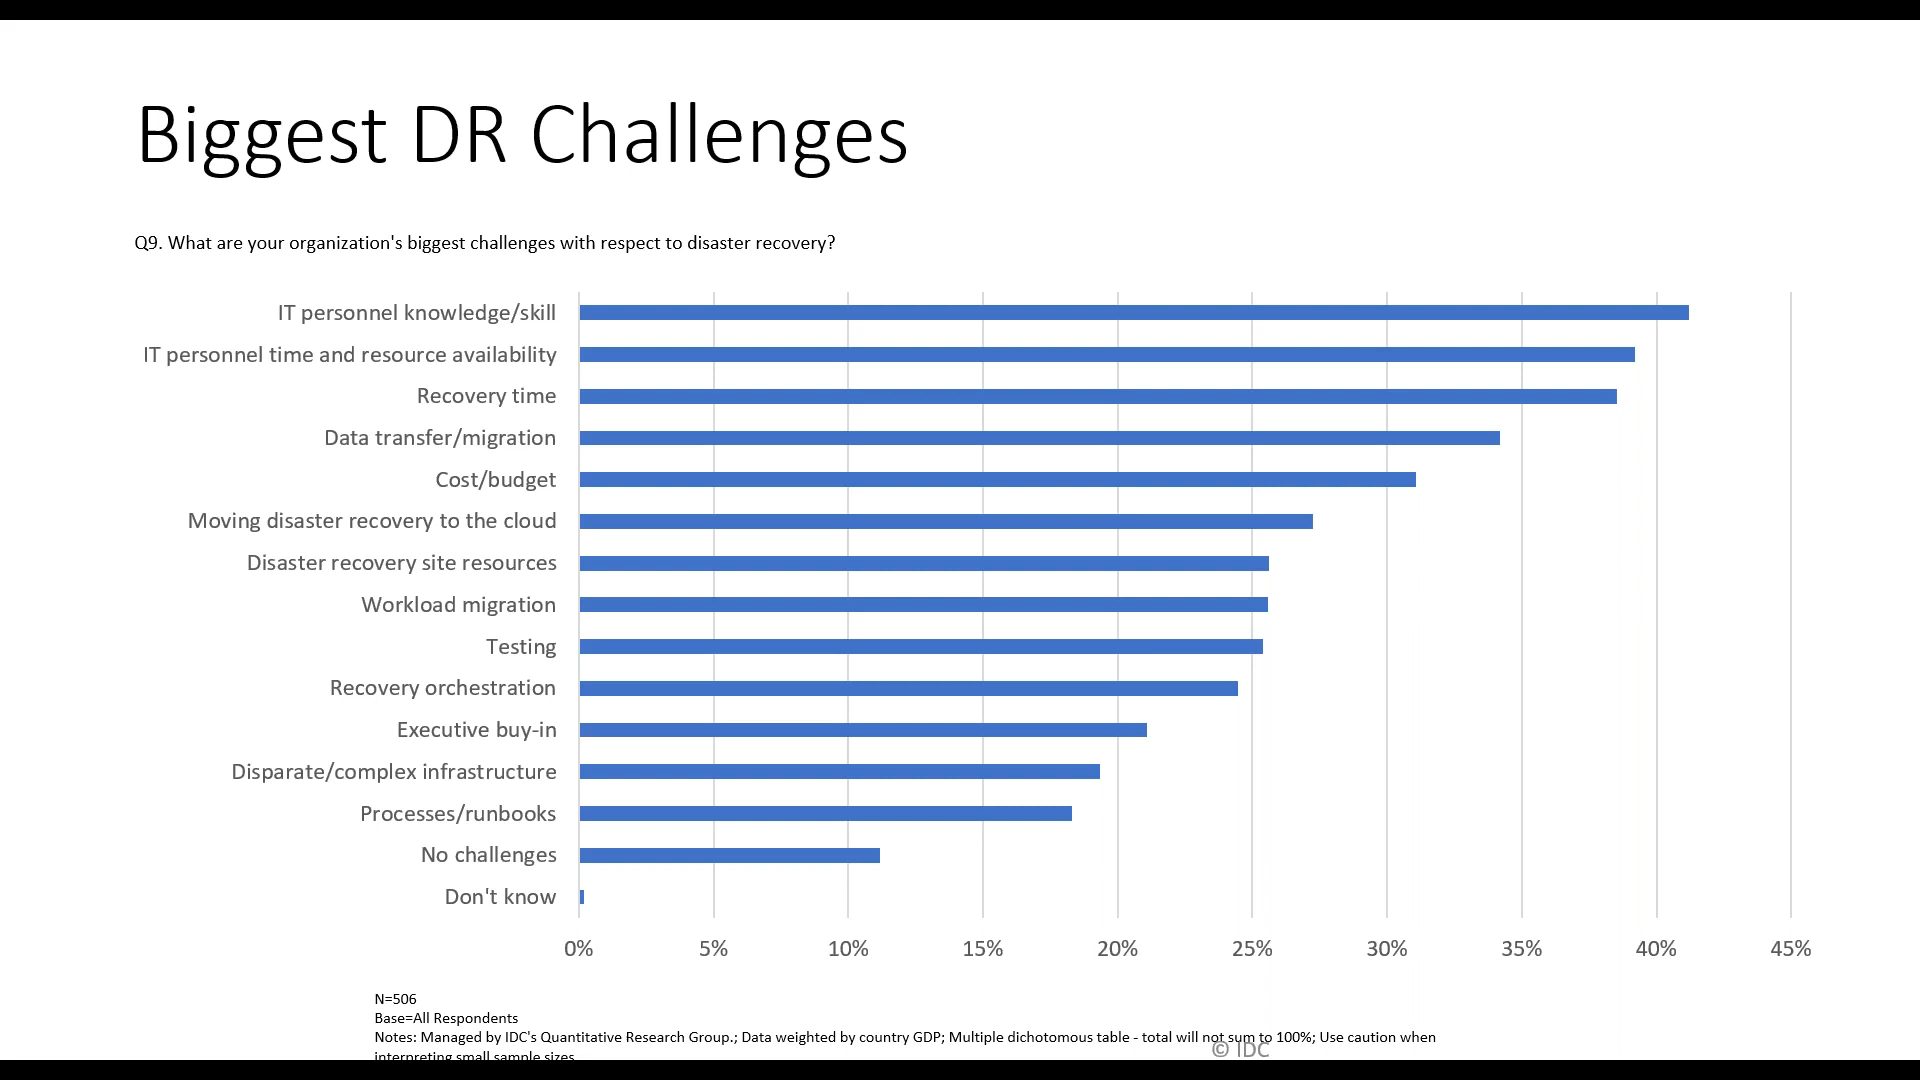 Biggest DR Challenges
Q9. What are your organization's biggest challenges with respect to disaster recovery?
IT personnel knowledge/skill
IT personnel time and resource availability
Recovery time
Data transfer/migration
Cost/budget
Moving disaster recovery to the cloud
Disaster recovery site resources
Workload migration
Testing
Recovery orchestration
Executive buy-in
Disparate/complex infrastructure
Processes/runbooks
No challenges
Don't know
0% 5% 10% 15% 20% 25% 30% 35% 40% 45%
N=506
Base=All Respondents
Notes: Managed by IDC's Quantitative Research Group.; Data weighted by country GDP; Multiple dichotomous table - total will not sum to 100%; Use caution when
interpreting small sample sizes
© IDC